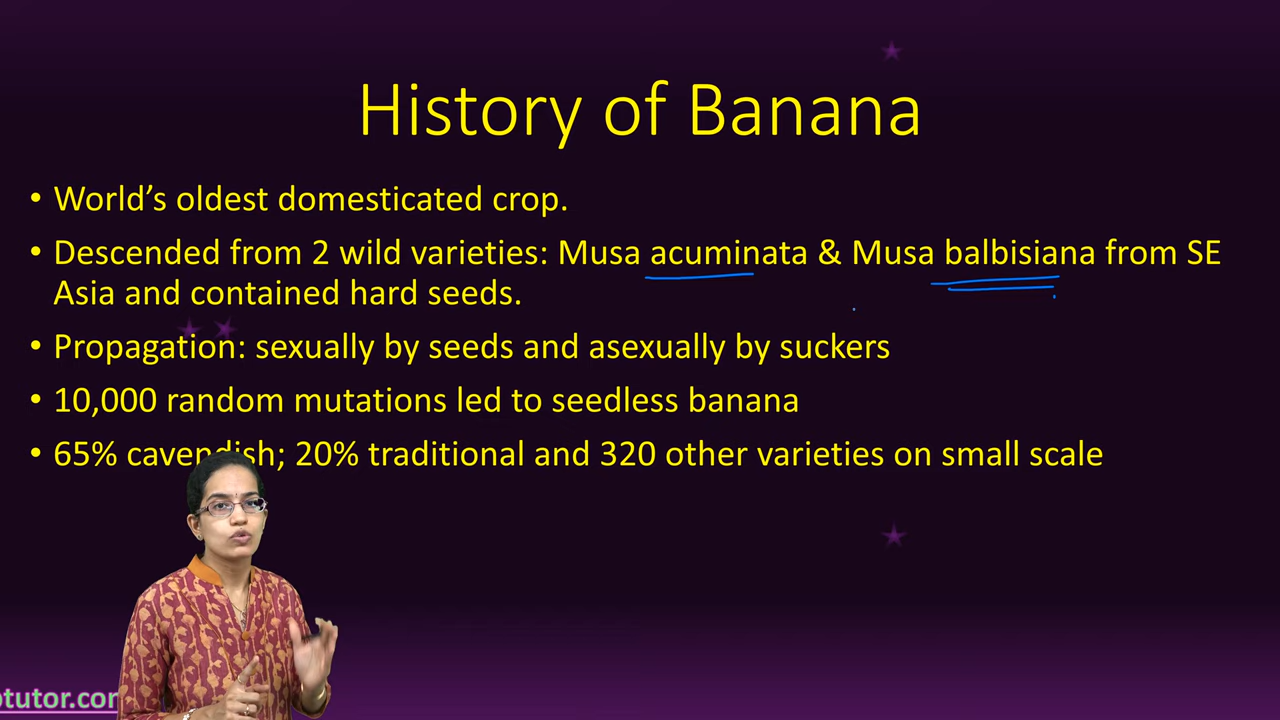 History of Banana
• World’s oldest domesticated crop.
• Descended from 2 wild varieties: Musa acuminata & Musa balbisiana from SE
Asia and contained hard seeds.
• Propagation: sexually by seeds and asexually by suckers
• 10,000 random mutations led to seedless banana
• 65% cavendish; 20% traditional and 320 other varieties on small scale
otutor.cor